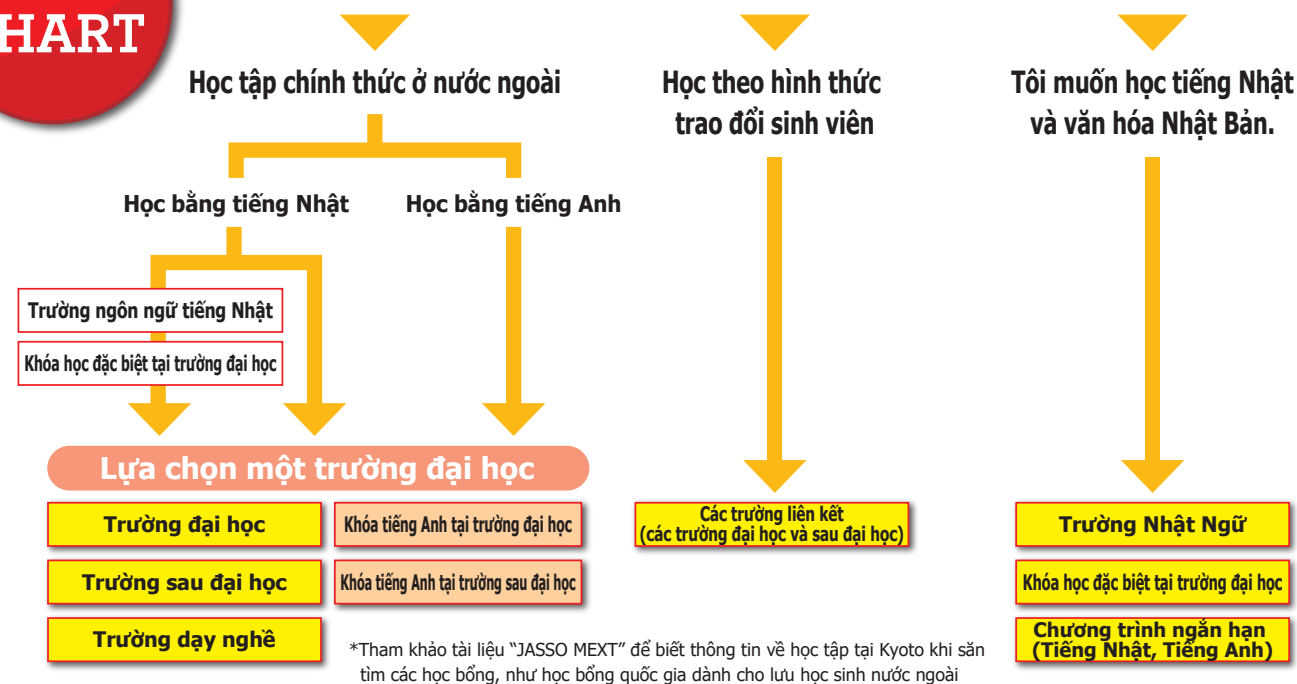 HART
Học tập chính thức ở nước ngoài
Học bằng tiếng Nhật
Học bằng tiếng Anh
Trường ngôn ngữ tiếng Nhật
Khóa học đặc biệt tại trường đại học
Lựa chọn một trường đại học
Trường đại học
Khóa tiếng Anh tại trường đại học
Trường sau đại học
Khóa tiếng Anh tại trường sau đại học
Trường dạy nghề
Học theo hình thức
trao đổi sinh viên
Các trường liên kết
(các trường đại học và sau đại học)
Tôi muốn học tiếng Nhật
và văn hóa Nhật Bản.
Trường Nhật Ngữ
Khóa học đặc biệt tại trường đại học
Chương trình ngắn hạn
(Tiếng Nhật, Tiếng Anh)
*Tham khảo tài liệu “JASSO MEXT” để biết thông tin về học tập tại Kyoto khi săn
tìm các học bổng, như học bổng quốc gia dành cho lưu học sinh nước ngoài